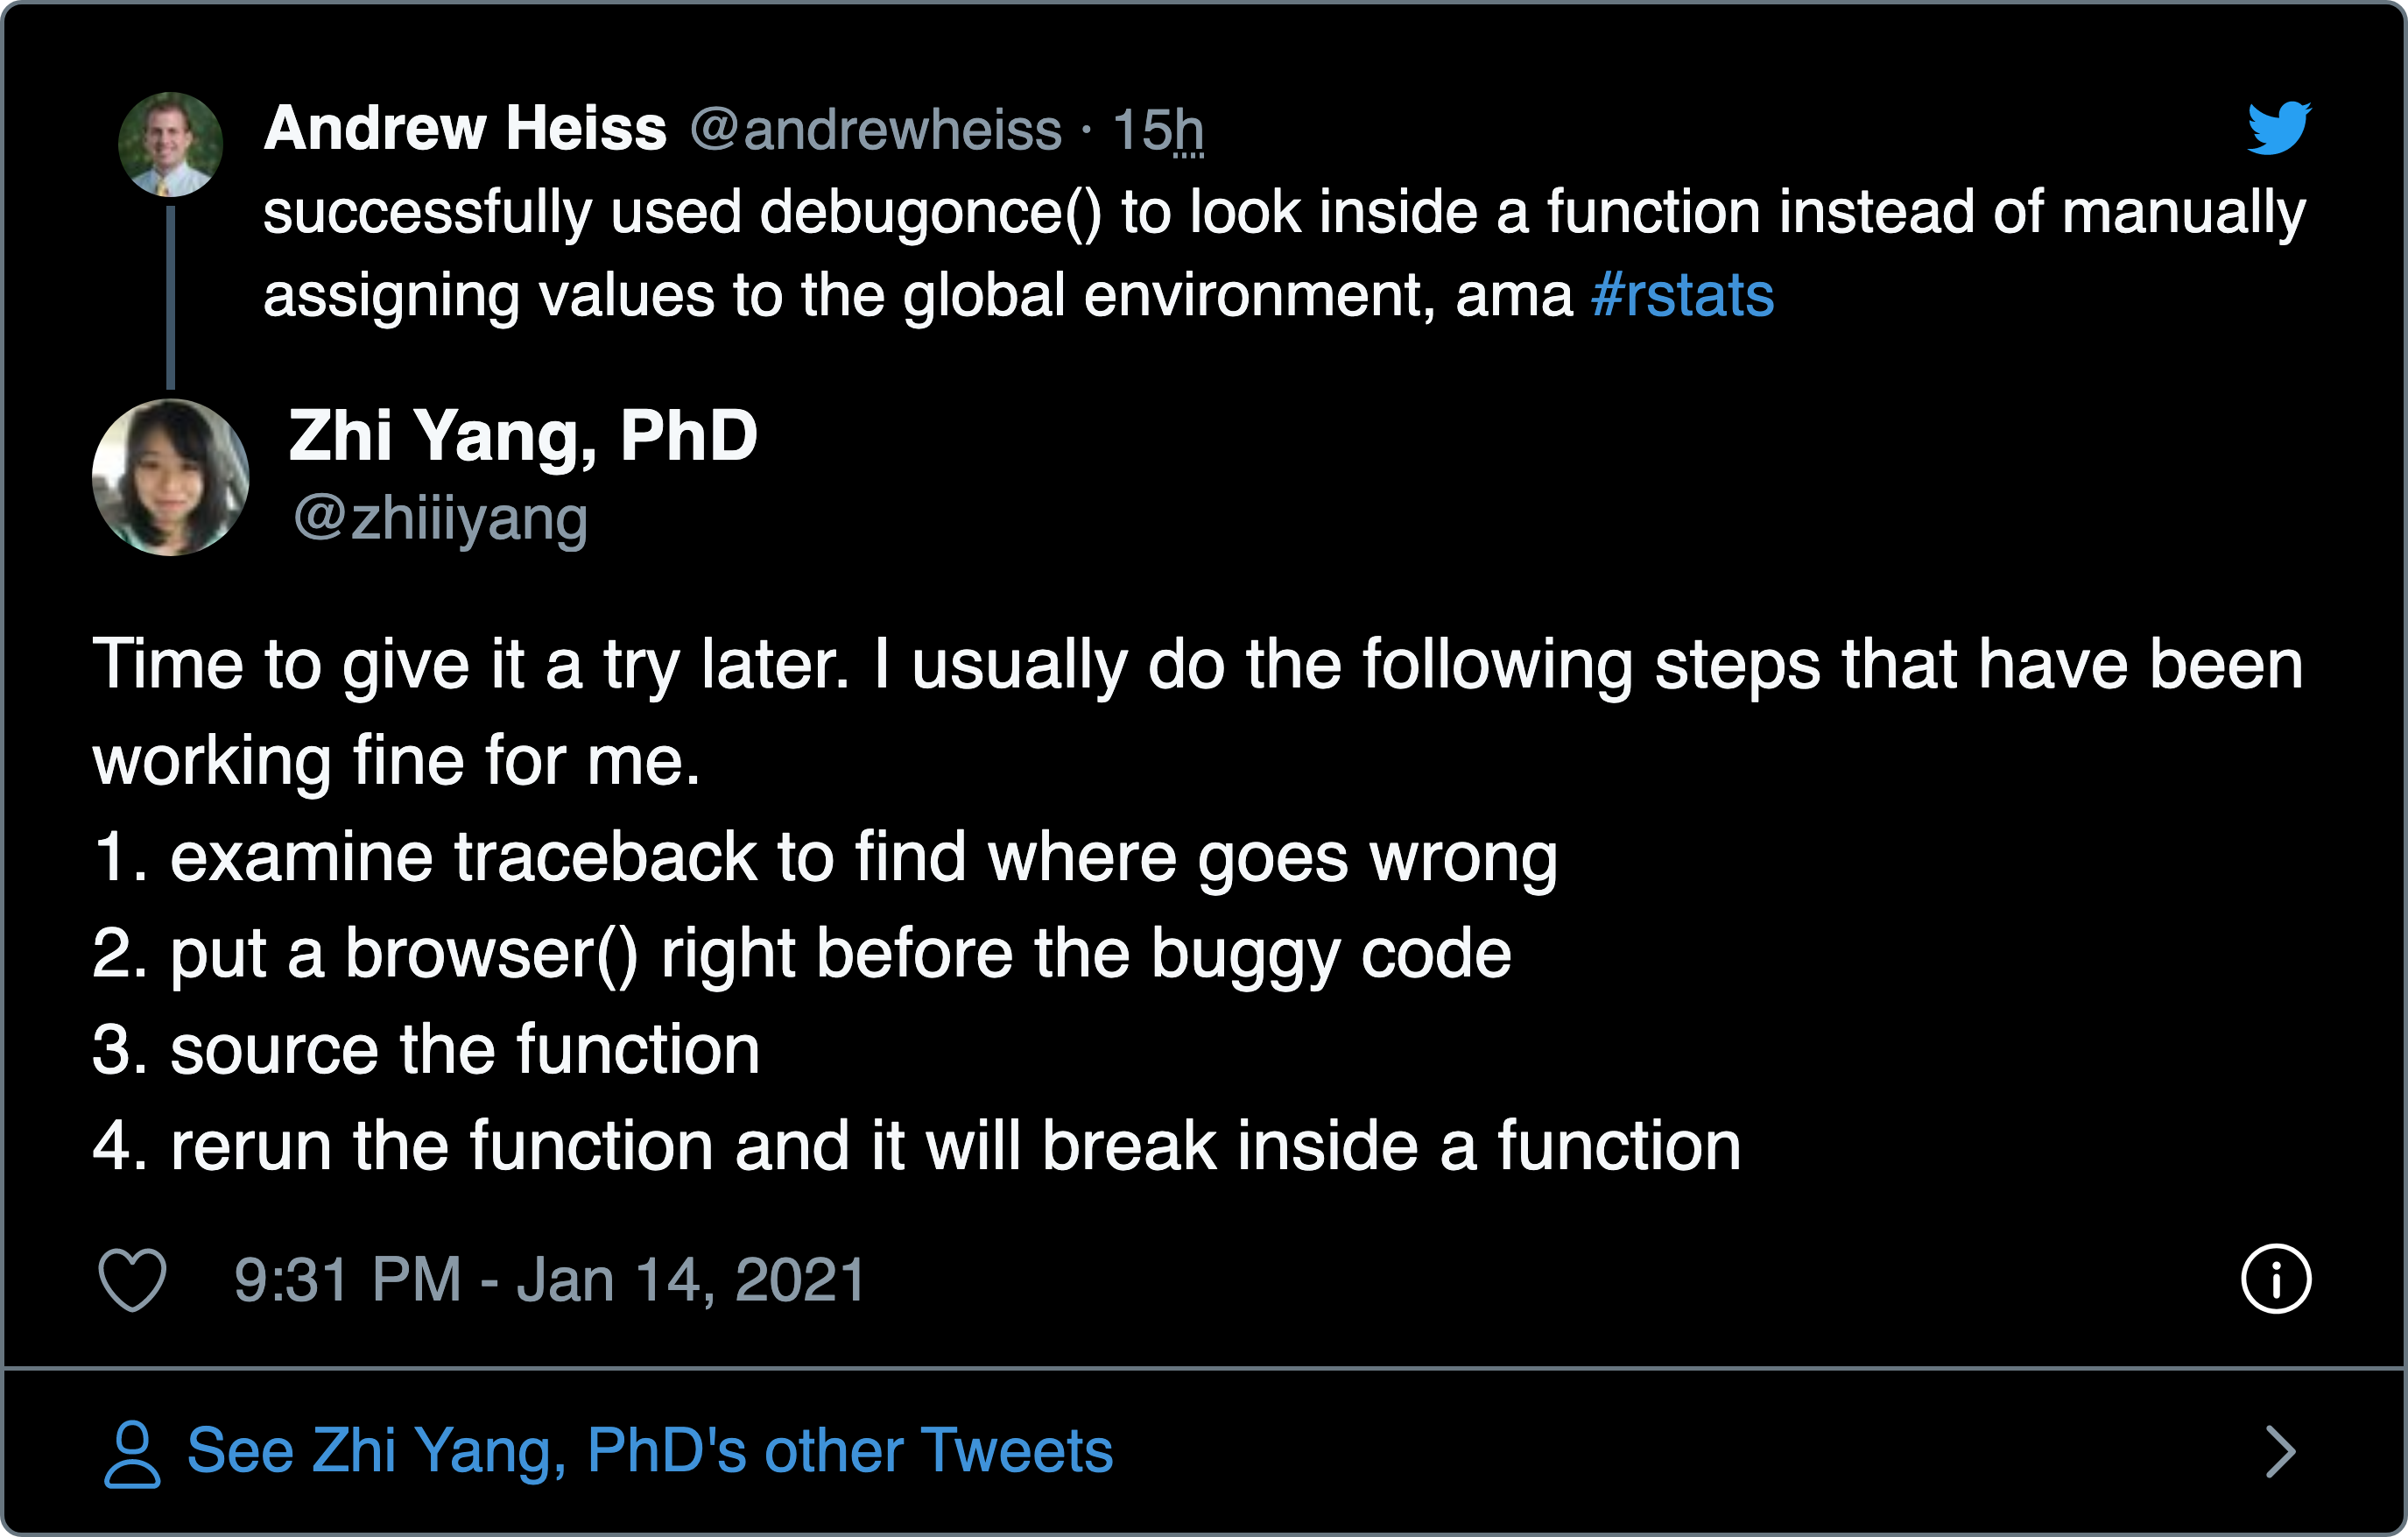 Andrew Heiss @andrewheiss · 15h
successfully used debugonce() to look inside a function instead of manually
assigning values to the global environment, ama #rstats
Zhi Yang, PhD
@zhiiiyang
Time to give it a try later. I usually do the following steps that have been
working fine for me.
1. examine traceback to find where goes wrong
2. put a browser() right before the buggy code
3. source the function
4. rerun the function and it will break inside a function
9:31 PM - Jan 14, 2021
See Zhi Yang, PhD's other Tweets